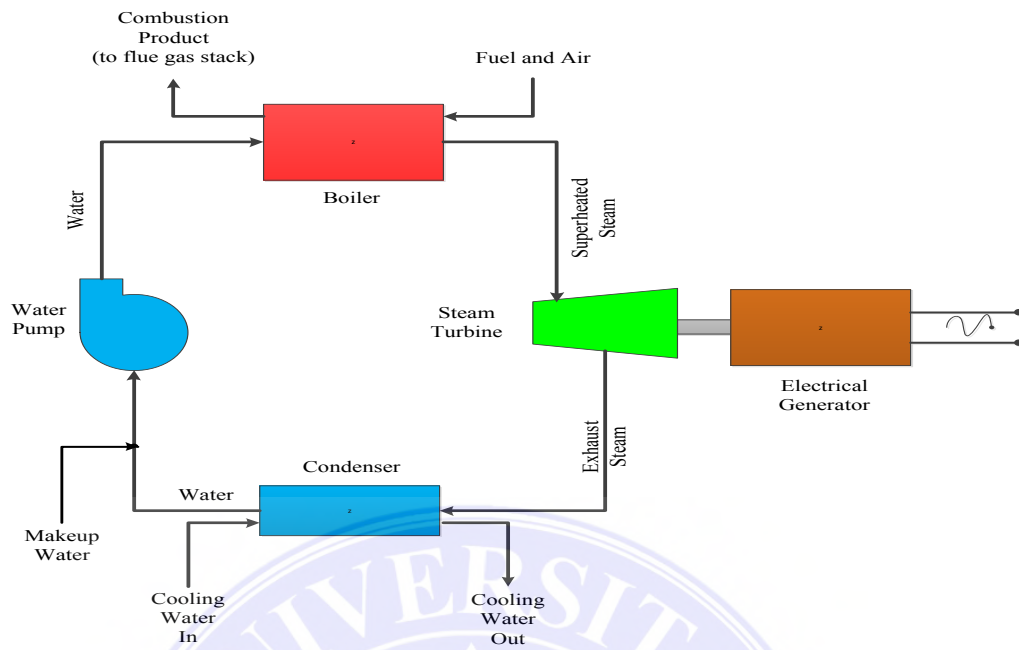 Combustion
Product
(to flue gas stack)
Fuel and Air
z
Boiler
Water
Superheated
Steam
Water
Pump
Steam
Turbine
z
Electrical
Generator
Exhaust
Steam
Condenser
Water
z
Makeup
Water
Cooling
Water
In
Cooling
Water
Out
UNIVERSIT